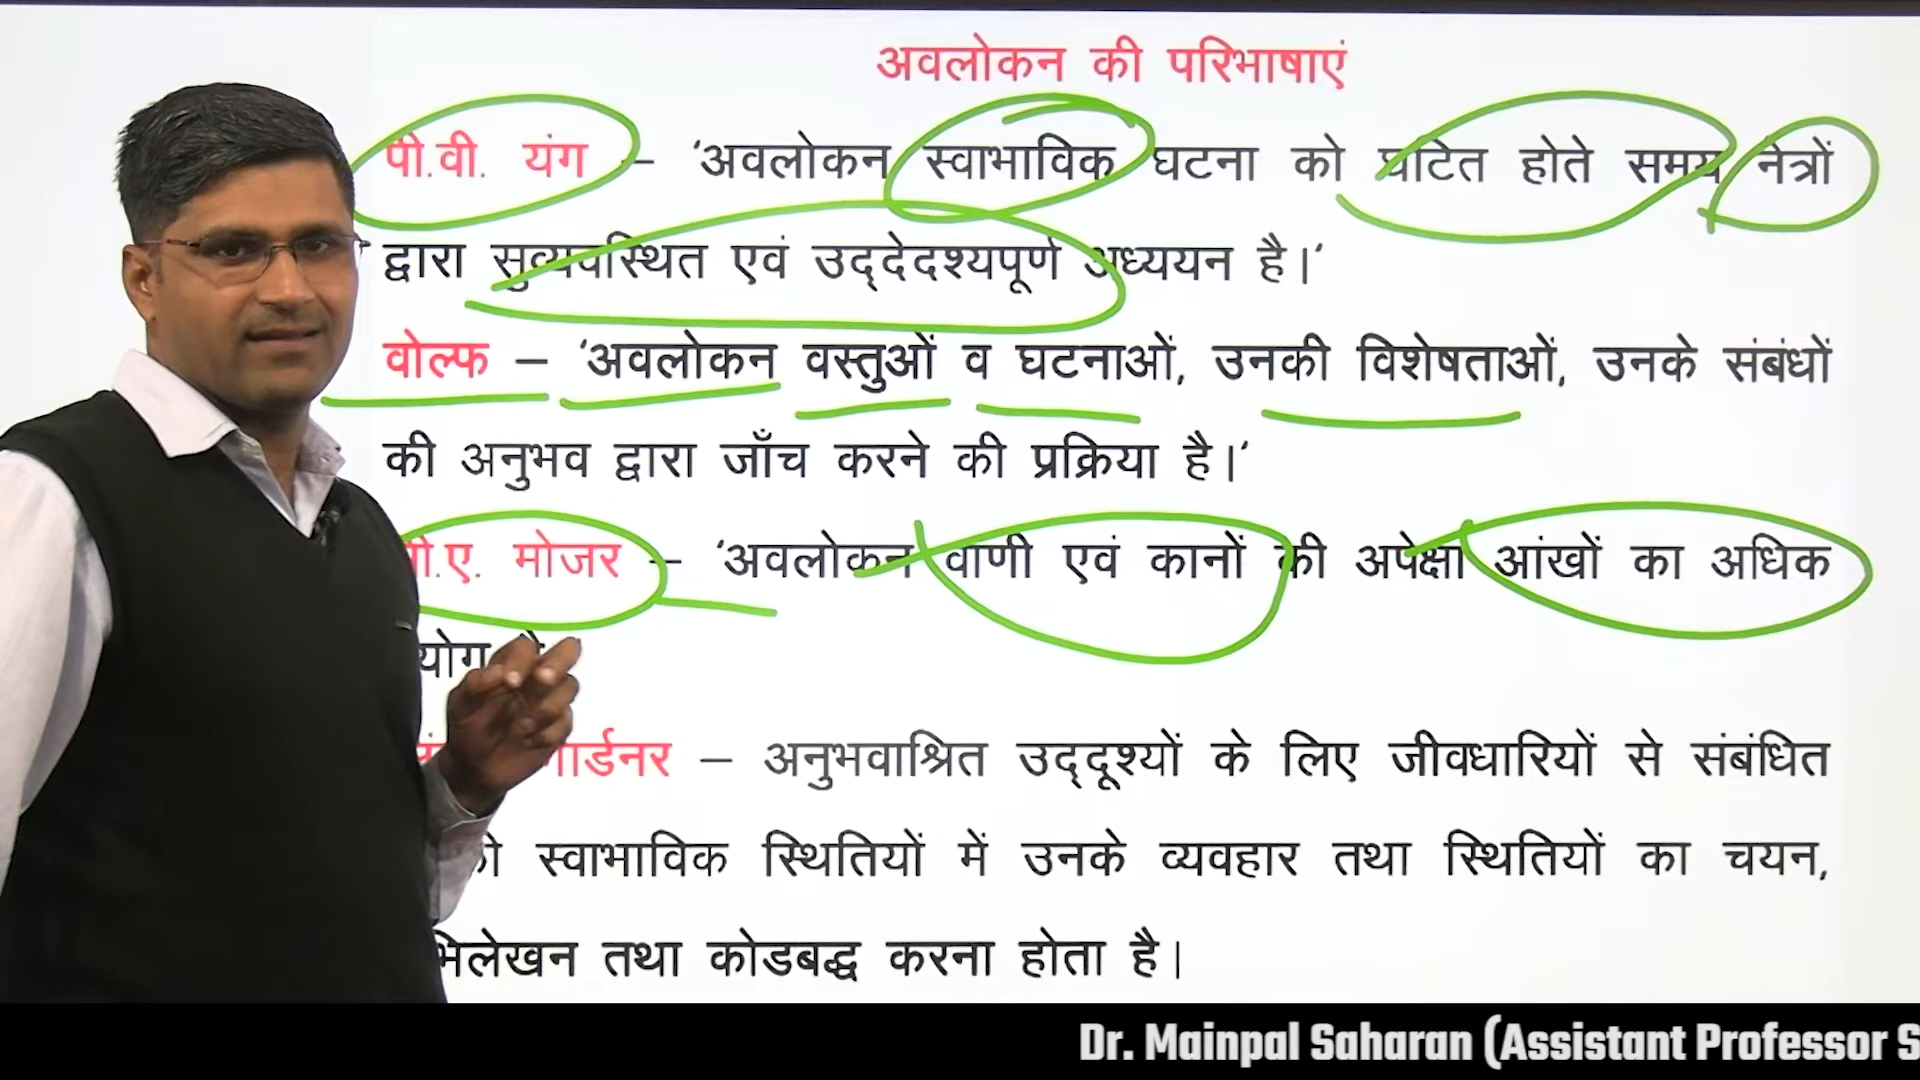 अवलोकन की परिभाषाएं
पी.वी. यंग – ‘अवलोकन स्वाभाविक घटना को घटित होते समय नेत्रों
द्वारा सुव्यवस्थित एवं उद्देदश्यपूर्ण अध्ययन है।‘
वोल्फ – ‘अवलोकन वस्तुओं व घटनाओं, उनकी विशेषताओं, उनके संबंधों
की अनुभव द्वारा जाँच करने की प्रक्रिया है।‘
मोजर – ‘अवलोकन वाणी एवं कानों की अपेक्षा आंखों का अधिक
– अनुभवाश्रित उद्दूश्यों के लिए जीवधारियों से संबंधित
स्वाभाविक स्थितियों में उनके व्यवहार तथा स्थितियों का चयन,
तथा कोडबद्ध करना होता है।
Dr. Mainpal Saharan (Assistant Professor